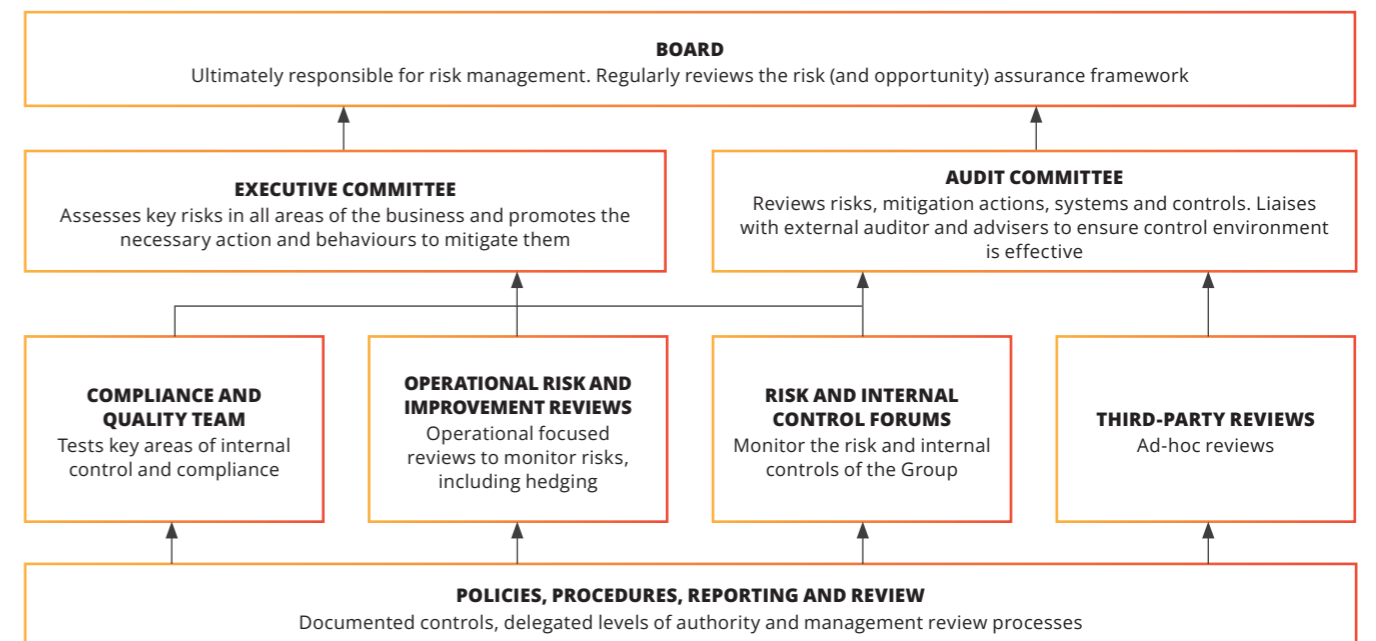 BOARD
Ultimately responsible for risk management. Regularly reviews the risk (and opportunity) assurance framework
EXECUTIVE COMMITTEE
Assesses key risks in all areas of the business and promotes the
necessary action and behaviours to mitigate them
AUDIT COMMITTEE
Reviews risks, mitigation actions, systems and controls. Liaises
with external auditor and advisers to ensure control environment
is effective
COMPLIANCE AND
QUALITY TEAM
Tests key areas of internal
control and compliance
OPERATIONAL RISK AND
IMPROVEMENT REVIEWS
Operational focused
reviews to monitor risks,
including hedging
RISK AND INTERNAL
CONTROL FORUMS
Monitor the risk and internal
controls of the Group
THIRD-PARTY REVIEWS
Ad-hoc reviews
POLICIES, PROCEDURES, REPORTING AND REVIEW
Documented controls, delegated levels of authority and management review processes